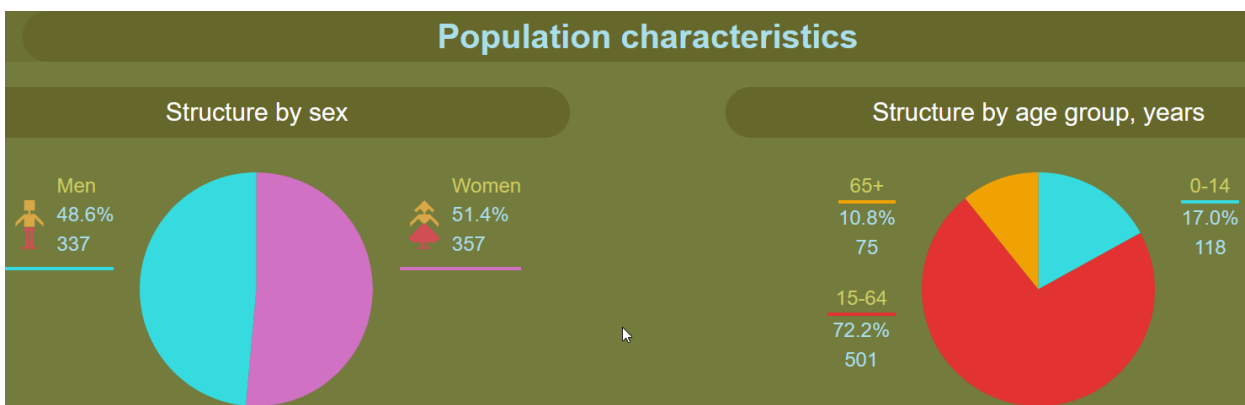 Population characteristics
Structure by sex
Men
48.6%
337
Women
51.4%
357
Structure by age group, years
65+
10.8%
75
15-64
72.2%
501
0-14
17.0%
118